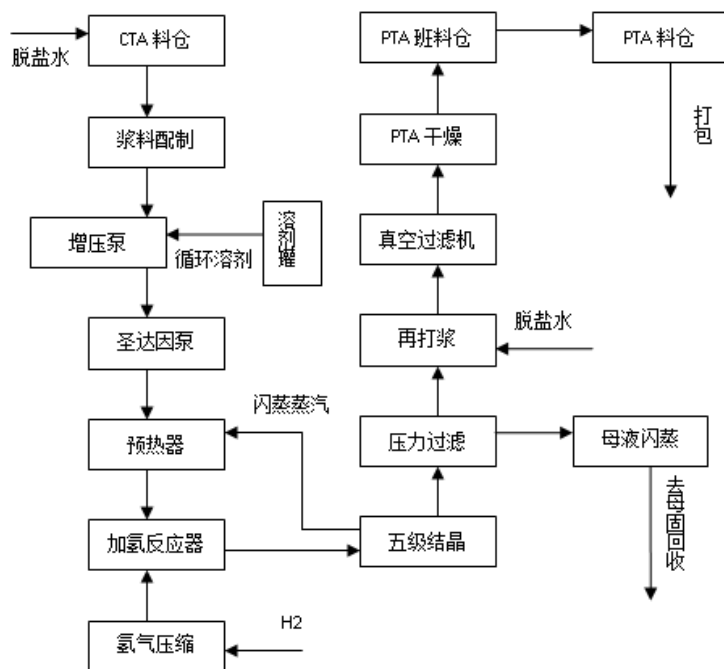 CTA 料仓
脱盐水
浆料配制
增压泵
循环溶剂
溶剂罐
圣达因泵
预热器
闪蒸蒸汽
加氢反应器
氢气压缩
H2
五级结晶
压力过滤
母液闪蒸
去母固回收
再打浆
脱盐水
真空过滤机
PTA 干燥
PTA 班料仓
PTA 料仓
打包